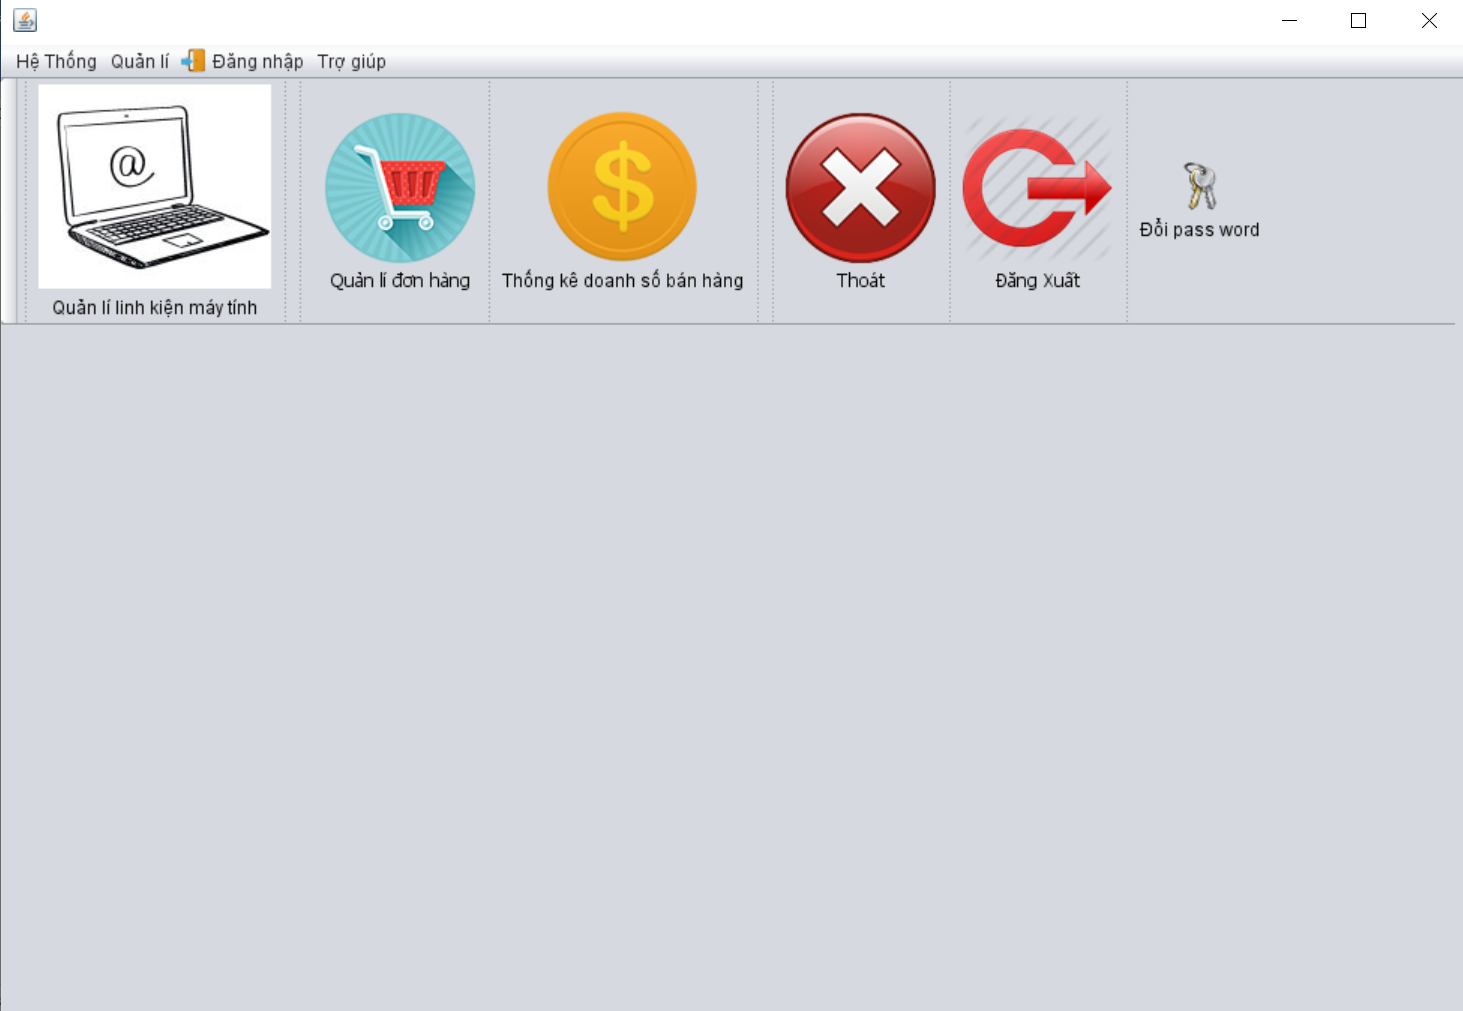 Hệ Thống Quản lí Đăng nhập Trợ giúp
@
$
Quản lí linh kiện máy tính
Quản lí đơn hàng
Thống kê doanh số bán hàng
Thoát
Đăng Xuất
Đổi pass word